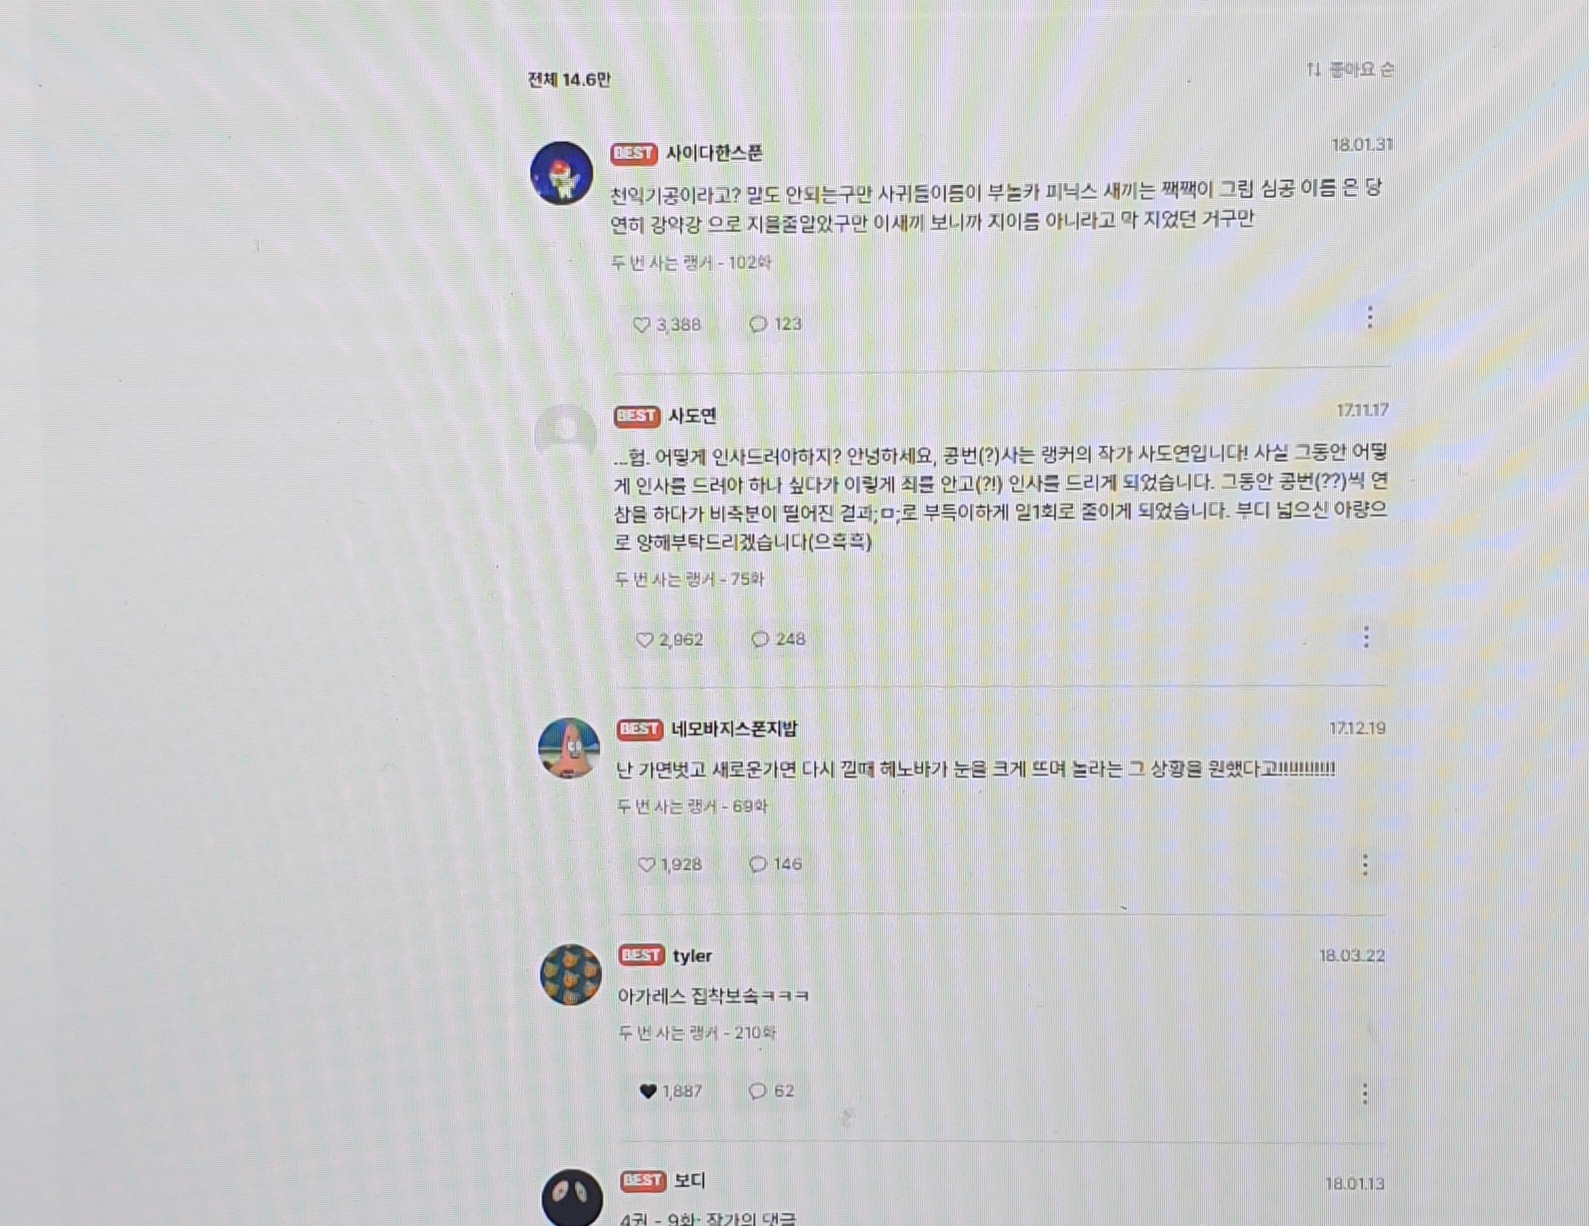 전체 14.6만
↑↓ 좋아요 순
BEST 사이다한스푼
18.01.31
천익기공이라고? 말도 안되는구만 사귀들이름이 부놀카 피닉스 새끼는 짹짹이 그럼 심공 이름 은 당
연히 강약강 으로 지을줄알았구만 이새끼 보니까 지이름 아니라고 막 지었던 거구만
두 번 사는 랭커 - 102화
3,388
123
BEST 사도연
17.11.17
...험. 어떻게 인사드려야하지? 안녕하세요, 공번(?)사는 랭커의 작가 사도연입니다! 사실 그동안 어떻
게 인사를 드려야 하나 싶다가 이렇게 죄를 안고(?!) 인사를 드리게 되었습니다. 그동안 공번(??)씩 연
참을 하다가 비축분이 떨어진 결과;ㅁ;로 부득이하게 일1회로 줄이게 되었습니다. 부디 넓으신 아량으
로 양해부탁드리겠습니다(으흑흑)
두 번 사는 랭커 - 75화
2,962
248
BEST 네모바지스폰지밥
17.12.19
난 가면벗고 새로운가면 다시 낄때 헤노바가 눈을 크게 뜨며 놀라는 그 상황을 원했다고!!!!!!!!!!!!
두 번 사는 랭커 - 69화
1,928
146
BEST tyler
18.03.22
아가레스 집착보솤ㅋㅋㅋ
두 번 사는 랭커 - 210화
1,887
62
BEST 보디
18.01.13
4권 - 9화: 작가의 댓글